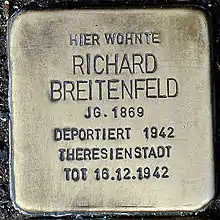 HIER WOHNTE
RICHARD
BREITENFELD
JG. 1869
DEPORTIERT 1942
THERESIENSTADT
TOT 16.12.1942